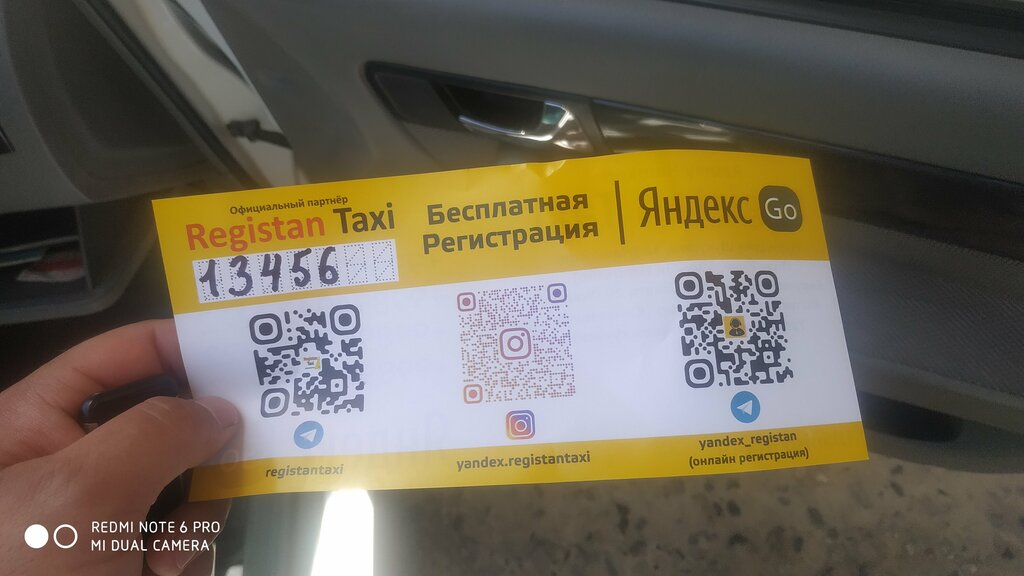 Официальный партнёр
Registan Taxi
13456
Бесплатная
Регистрация
Яндекс Go
registantaxi
yandex.registantaxi
yandex_registan
(онлайн регистрация)
REDMI NOTE 6 PRO
MI DUAL CAMERA